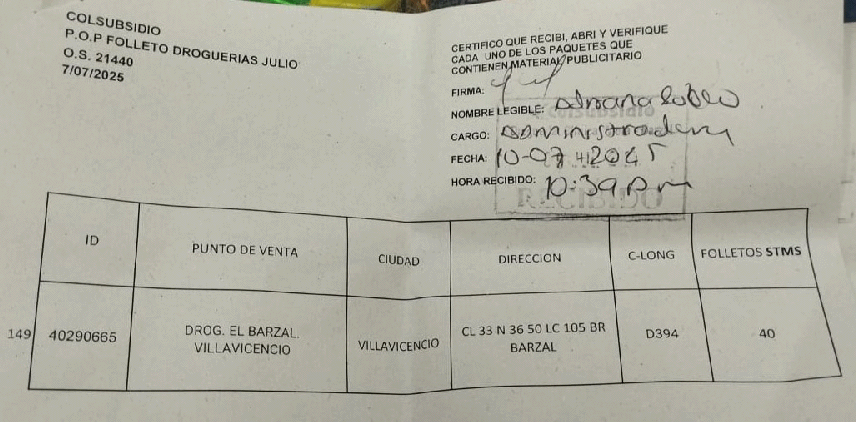 COLSUBSIDIO
P.O.P FOLLETO DROGUERIAS JULIO
O.S. 21440
7/07/2025
CERTIFICO QUE RECIBI, ABRI Y VERIFIQUE
CADA UNO DE LOS PAQUETES QUE
CONTIENEN MATERIAL PUBLICITARIO
FIRMA:
NOMBRE LEGIBLE: Adriana
CARGO: Administradora
FECHA: 10-07-2025
HORA RECIBIDO: 10:39 am
RECIBIDO
ID PUNTO DE VENTA CIUDAD DIRECCION C-LONG FOLLETOS STMS
149 40290665 DROG. EL BARZAL. VILLAVICENCIO CL 33 N 36 50 LC 105 BR D394 40
VILLAVICENCIO BARZAL